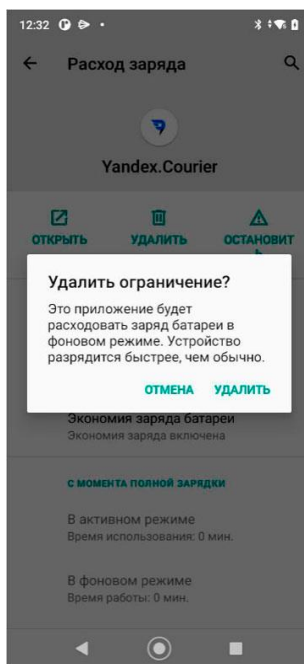 12:32
Расход заряда
Yandex.Courier
ОТКРЫТЬ УДАЛИТЬ ОСТАНОВИТ
Ь
Удалить ограничение?
Это приложение будет
расходовать заряд батареи в
фоновом режиме. Устройство
разрядится быстрее, чем обычно.
ОТМЕНА УДАЛИТЬ
Экономия заряда батареи
Экономия заряда включена
С МОМЕНТА ПОЛНОЙ ЗАРЯДКИ
В активном режиме
Время использования: 0 мин.
В фоновом режиме
Время работы: 0 мин.